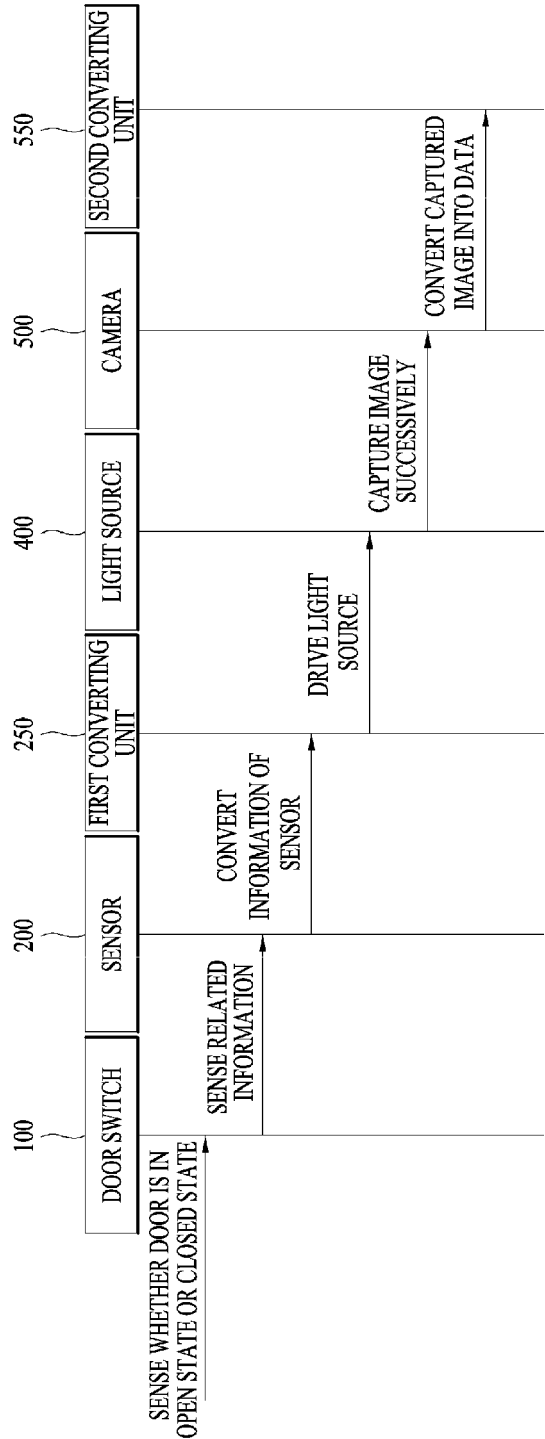 100
200
250
400
500
550
DOOR SWITCH
SENSOR
FIRST CONVERTING
UNIT
LIGHT SOURCE
CAMERA
SECOND CONVERTING
UNIT
SENSE WHETHER DOOR IS IN
OPEN STATE OR CLOSED STATE
SENSE RELATED
INFORMATION
CONVERT
INFORMATION OF
SENSOR
DRIVE LIGHT
SOURCE
CAPTURE IMAGE
SUCCESSIVELY
CONVERT CAPTURED
IMAGE INTO DATA